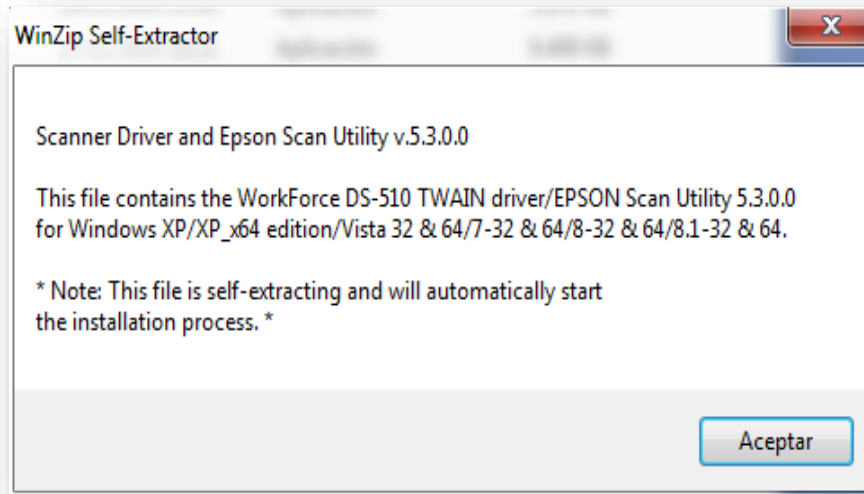 WinZip Self-Extractor
X
Scanner Driver and Epson Scan Utility v.5.3.0.0
This file contains the WorkForce DS-510 TWAIN driver/EPSON Scan Utility 5.3.0.0
for Windows XP/XP_x64 edition/Vista 32 & 64/7-32 & 64/8-32 & 64/8.1-32 & 64.
* Note: This file is self-extracting and will automatically start
the installation process. *
Aceptar